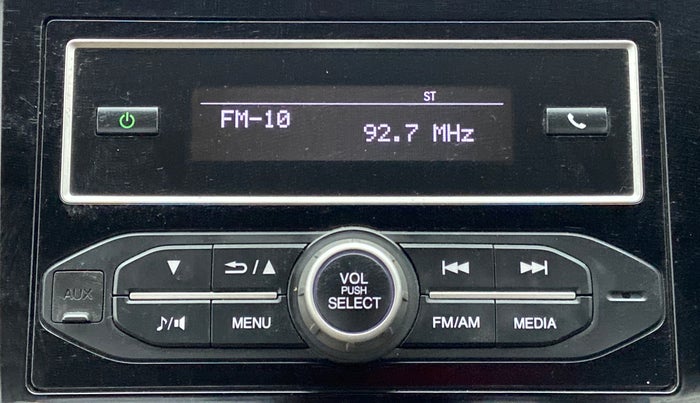 ST
FM-10
92.7 MHz
VOL
PUSH
SELECT
AUX
MENU
FM/AM
MEDIA